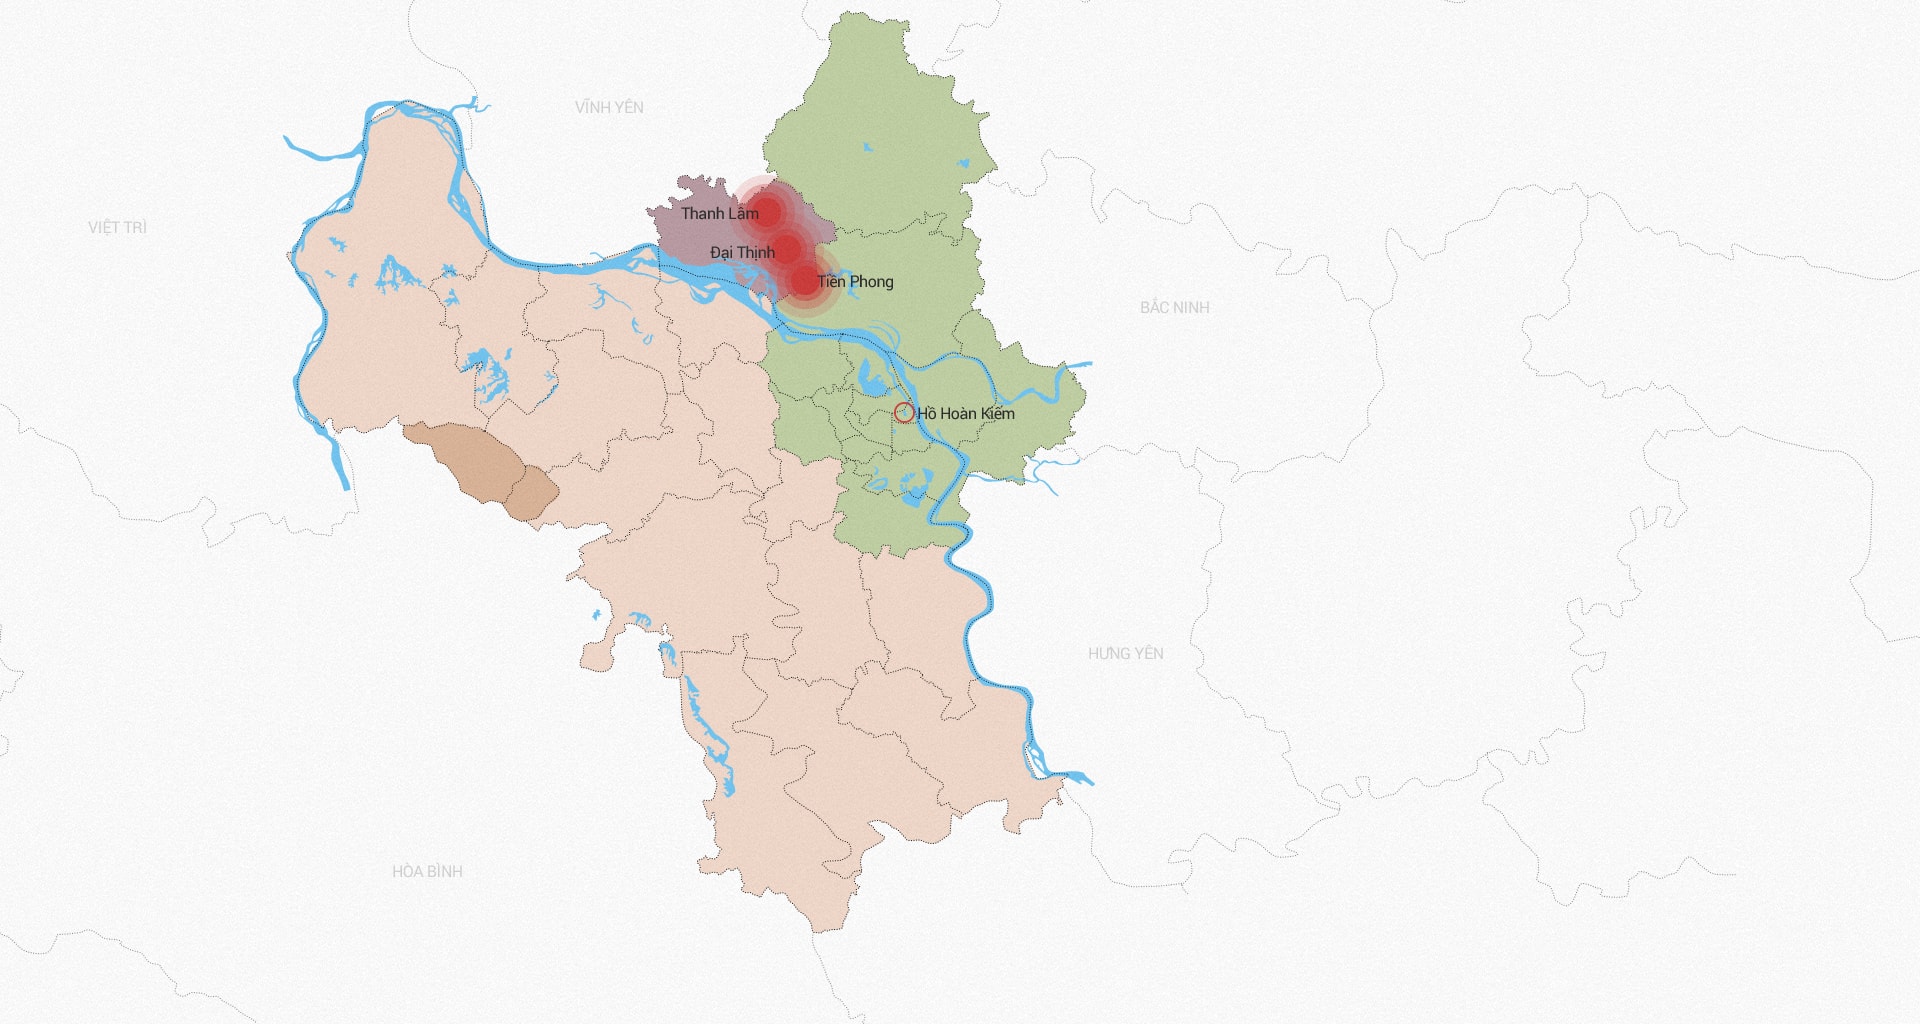 VĨNH YÊN
Thanh Lâm
VIỆT TRÌ
Đại Thịnh
Tiền Phong
BẮC NINH
Hồ Hoàn Kiếm
HƯNG YÊN
HÒA BÌNH